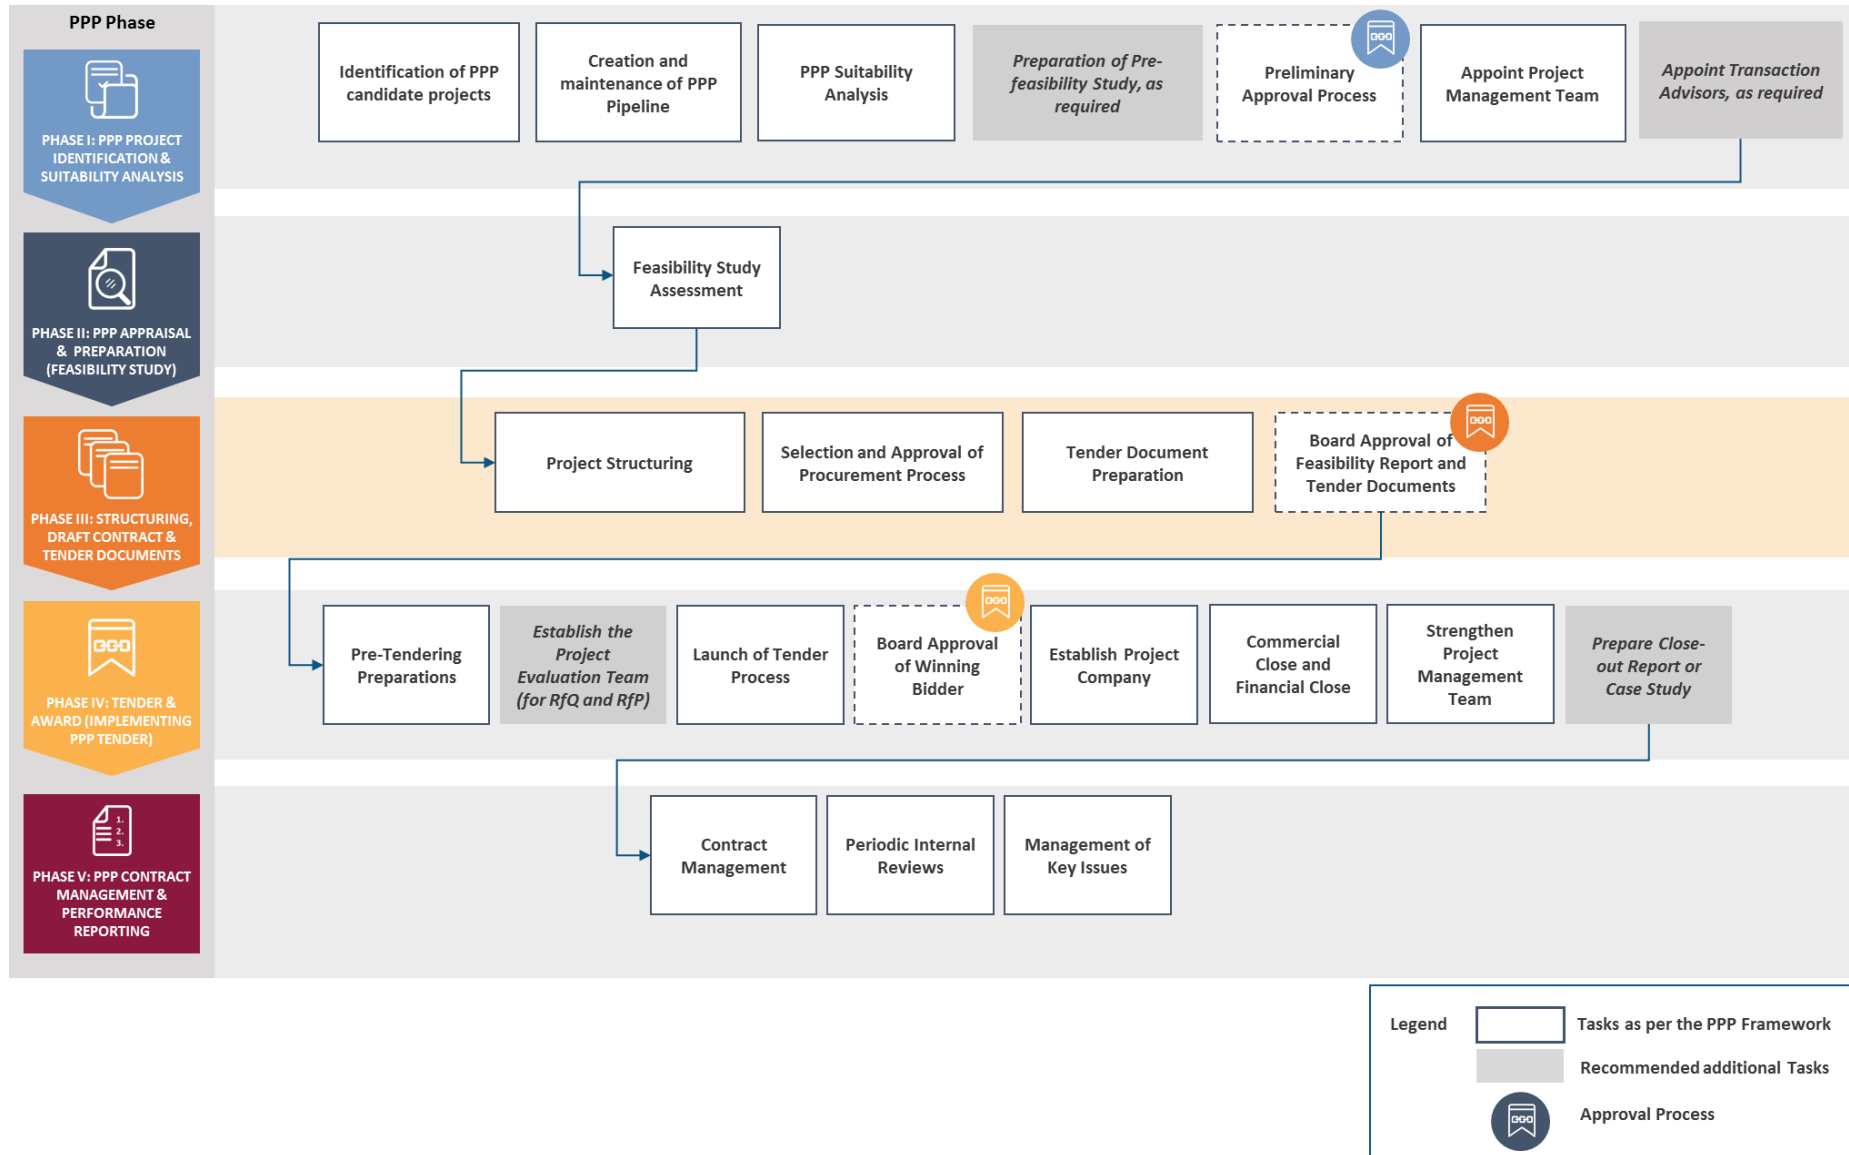 PPP Phase
PHASE I: PPP PROJECT
IDENTIFICATION &
SUITABILITY ANALYSIS
Identification of PPP
candidate projects
Creation and
maintenance of PPP
Pipeline
PPP Suitability
Analysis
Preparation of Pre-
feasibility Study, as
required
Preliminary
Approval Process
Appoint Project
Management Team
Appoint Transaction
Advisors, as required
PHASE II: PPP APPRAISAL
& PREPARATION
(FEASIBILITY STUDY)
Feasibility Study
Assessment
PHASE III: STRUCTURING,
DRAFT CONTRACT &
TENDER DOCUMENTS
Project Structuring
Selection and Approval of
Procurement Process
Tender Document
Preparation
Board Approval of
Feasibility Report and
Tender Documents
PHASE IV: TENDER &
AWARD (IMPLEMENTING
PPP TENDER)
Pre-Tendering
Preparations
Establish the
Project
Evaluation Team
(for RfQ and RfP)
Launch of Tender
Process
Board Approval
of Winning
Bidder
Establish Project
Company
Commercial
Close and
Financial Close
Strengthen
Project
Management
Team
Prepare Close-
out Report or
Case Study
1.
2.
3.
PHASE V: PPP CONTRACT
MANAGEMENT &
PERFORMANCE
REPORTING
Contract
Management
Periodic Internal
Reviews
Management of
Key Issues
Legend
Tasks as per the PPP Framework
Recommended additional Tasks
Approval Process